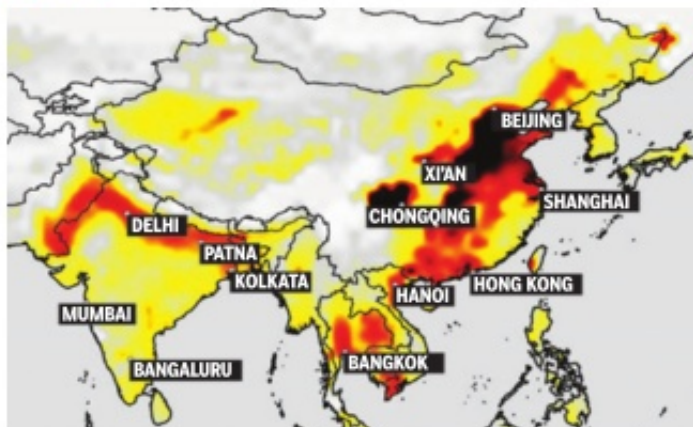 BEIJING
XI'AN
SHANGHAI
CHONGQING
DELHI
PATNA
KOLKATA
HANOI
HONG KONG
MUMBAI
BANGKOK
BANGALURU